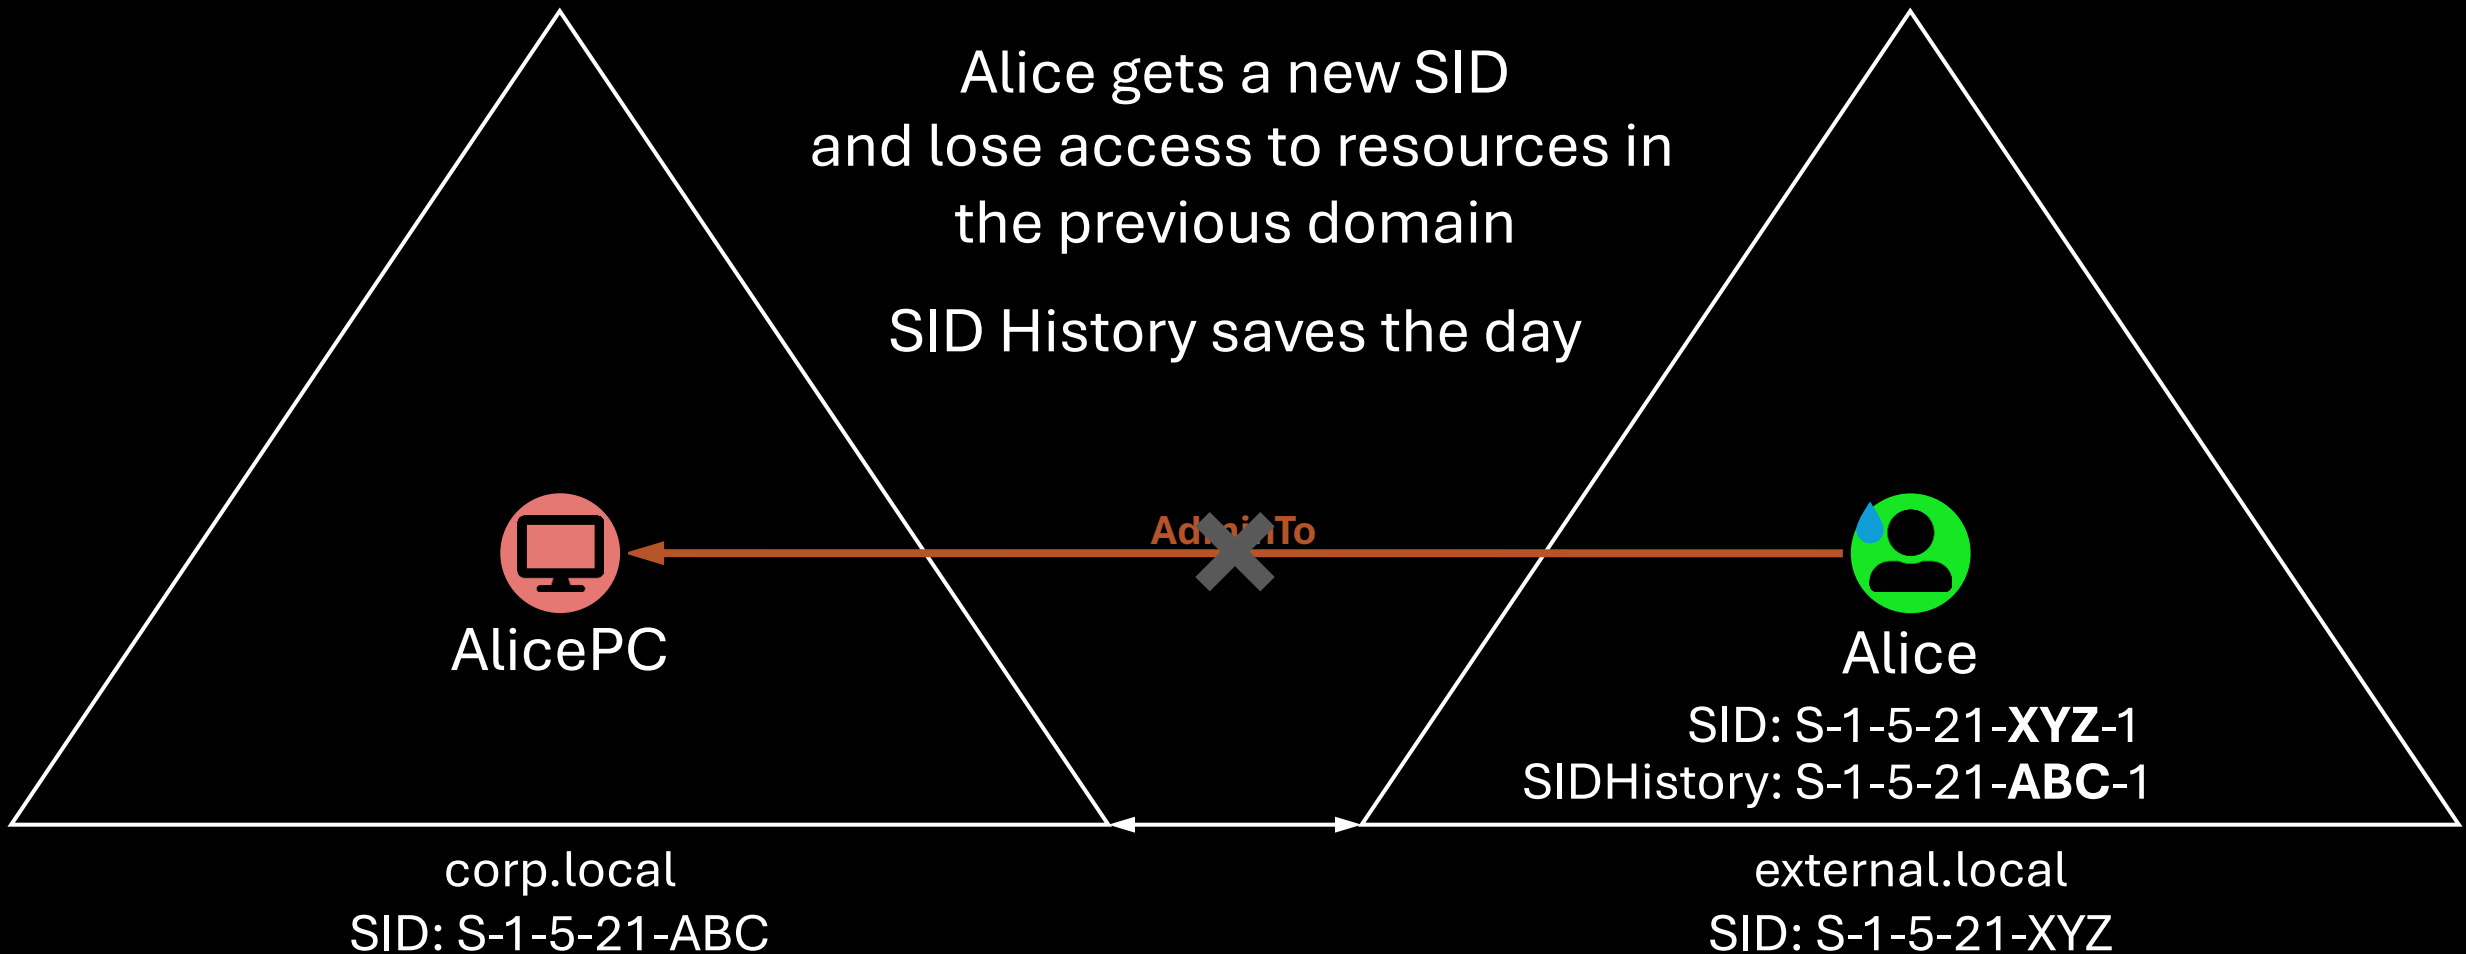 Alice gets a new SID
and lose access to resources in
the previous domain
SID History saves the day
AdminTo
AlicePC
Alice
SID: S-1-5-21-XYZ-1
SIDHistory: S-1-5-21-ABC-1
corp.local
SID: S-1-5-21-ABC
external.local
SID: S-1-5-21-XYZ